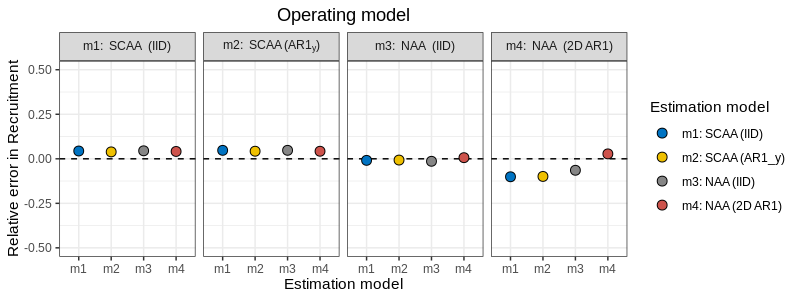 Operating model
m1: SCAA (IID)
m2: SCAA (AR1y)
m3: NAA (IID)
m4: NAA (2D AR1)
Relative error in Recruitment
0.50
0.25
0.00
-0.25
-0.50
m1 m2 m3 m4
m1 m2 m3 m4
m1 m2 m3 m4
m1 m2 m3 m4
Estimation model
Estimation model
m1: SCAA (IID)
m2: SCAA (AR1_y)
m3: NAA (IID)
m4: NAA (2D AR1)